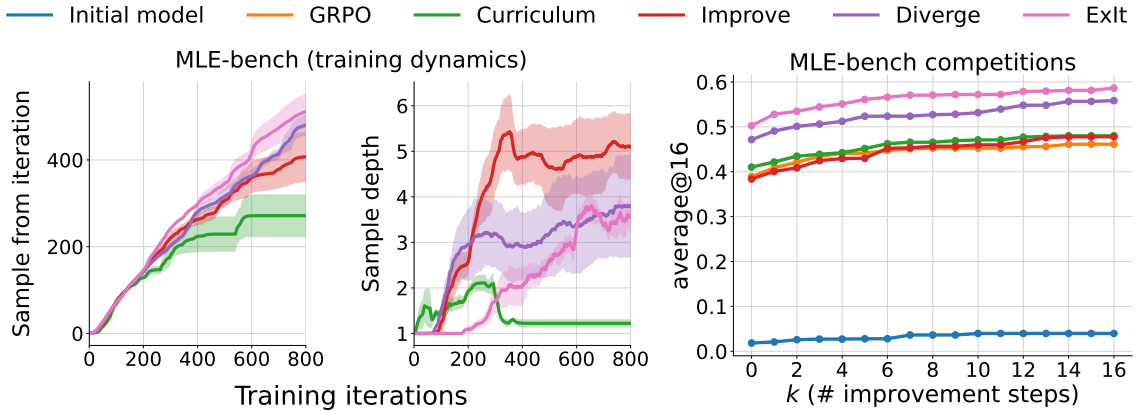 Initial model GRPO Curriculum Improve Diverge ExIt
MLE-bench (training dynamics)
MLE-bench competitions
Sample from iteration
400
200
0
0 200 400 600 800
Sample depth
6
5
4
3
2
1
0 200 400 600 800
Training iterations
average@16
0.6
0.5
0.4
0.3
0.2
0.1
0.0
0 2 4 6 8 10 12 14 16
k (# improvement steps)